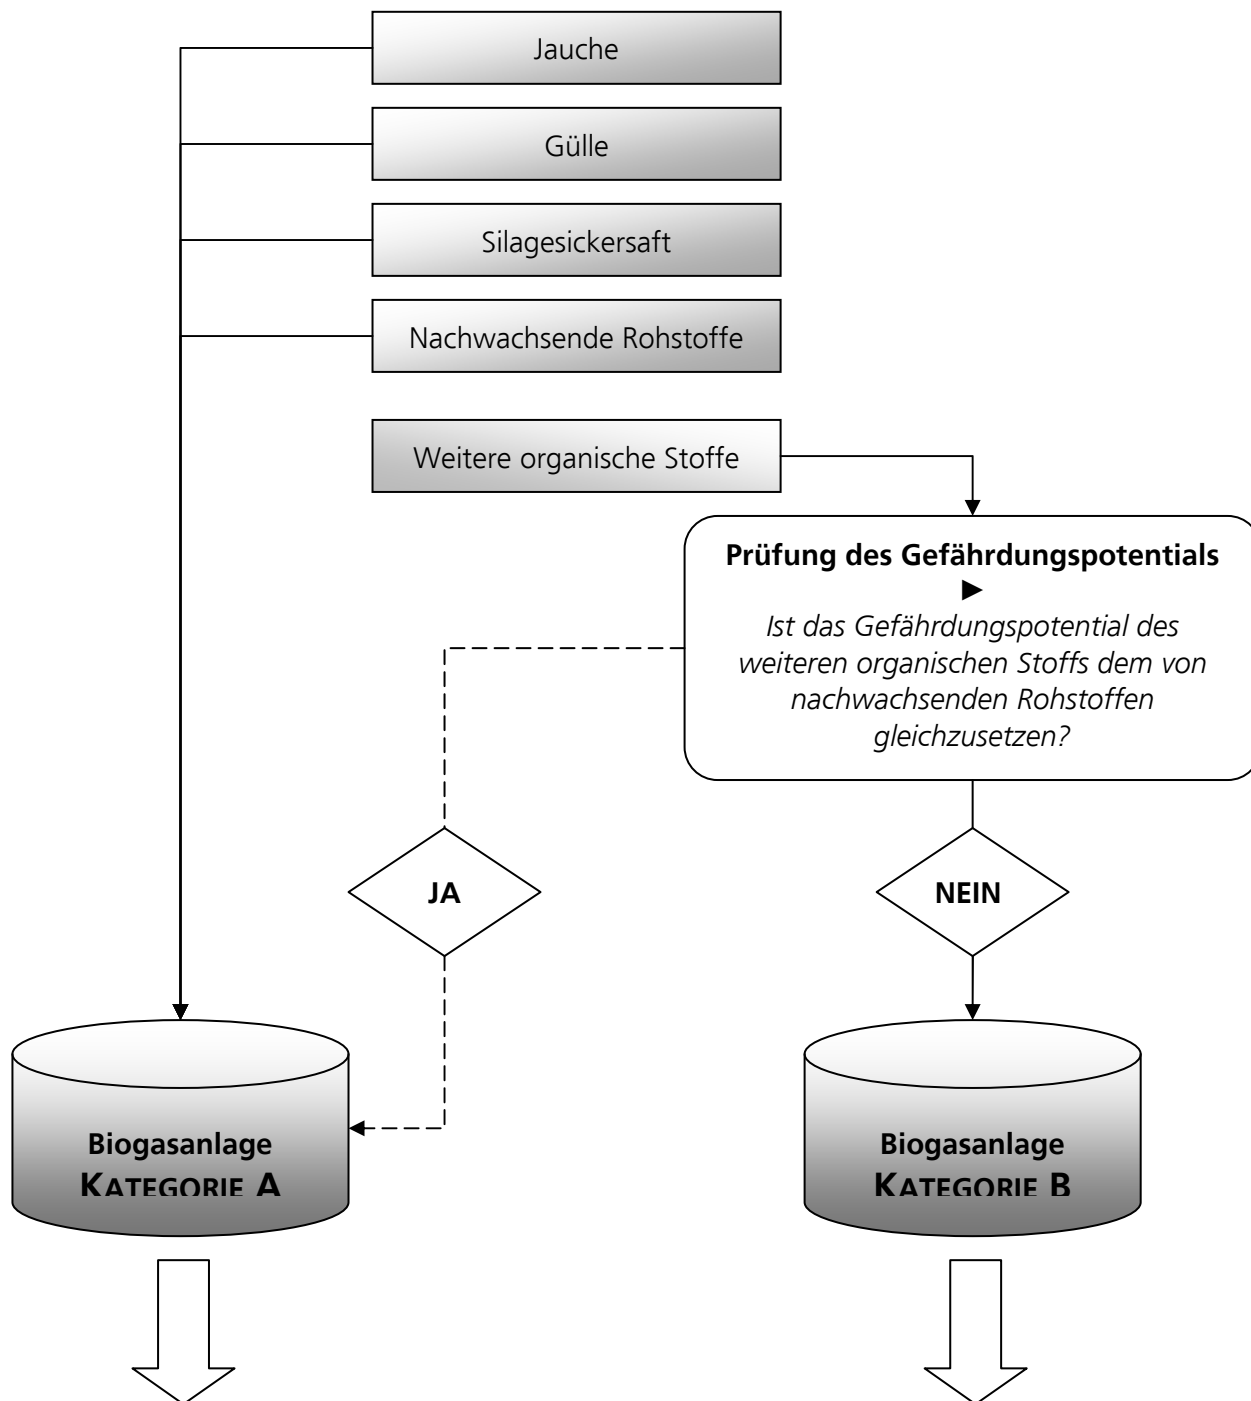 Jauche
Gülle
Silagesickersaft
Nachwachsende Rohstoffe
Weitere organische Stoffe
Prüfung des Gefährdungspotentials
►
Ist das Gefährdungspotential des
weiteren organischen Stoffs dem von
nachwachsenden Rohstoffen
gleichzusetzen?
JA
NEIN
Biogasanlage
KATEGORIE A
Biogasanlage
KATEGORIE B